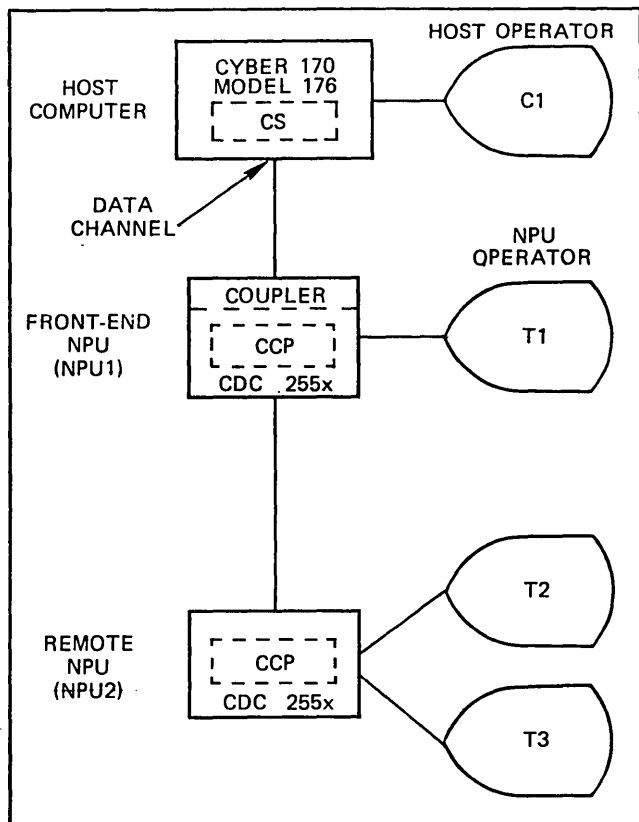 HOST OPERATOR
HOST
COMPUTER
CYBER 170
MODEL 176
CS
C1
DATA
CHANNEL
NPU
OPERATOR
FRONT-END
NPU
(NPU1)
COUPLER
CCP
CDC 255x
T1
REMOTE
NPU
(NPU2)
CCP
CDC 255x
T2
T3